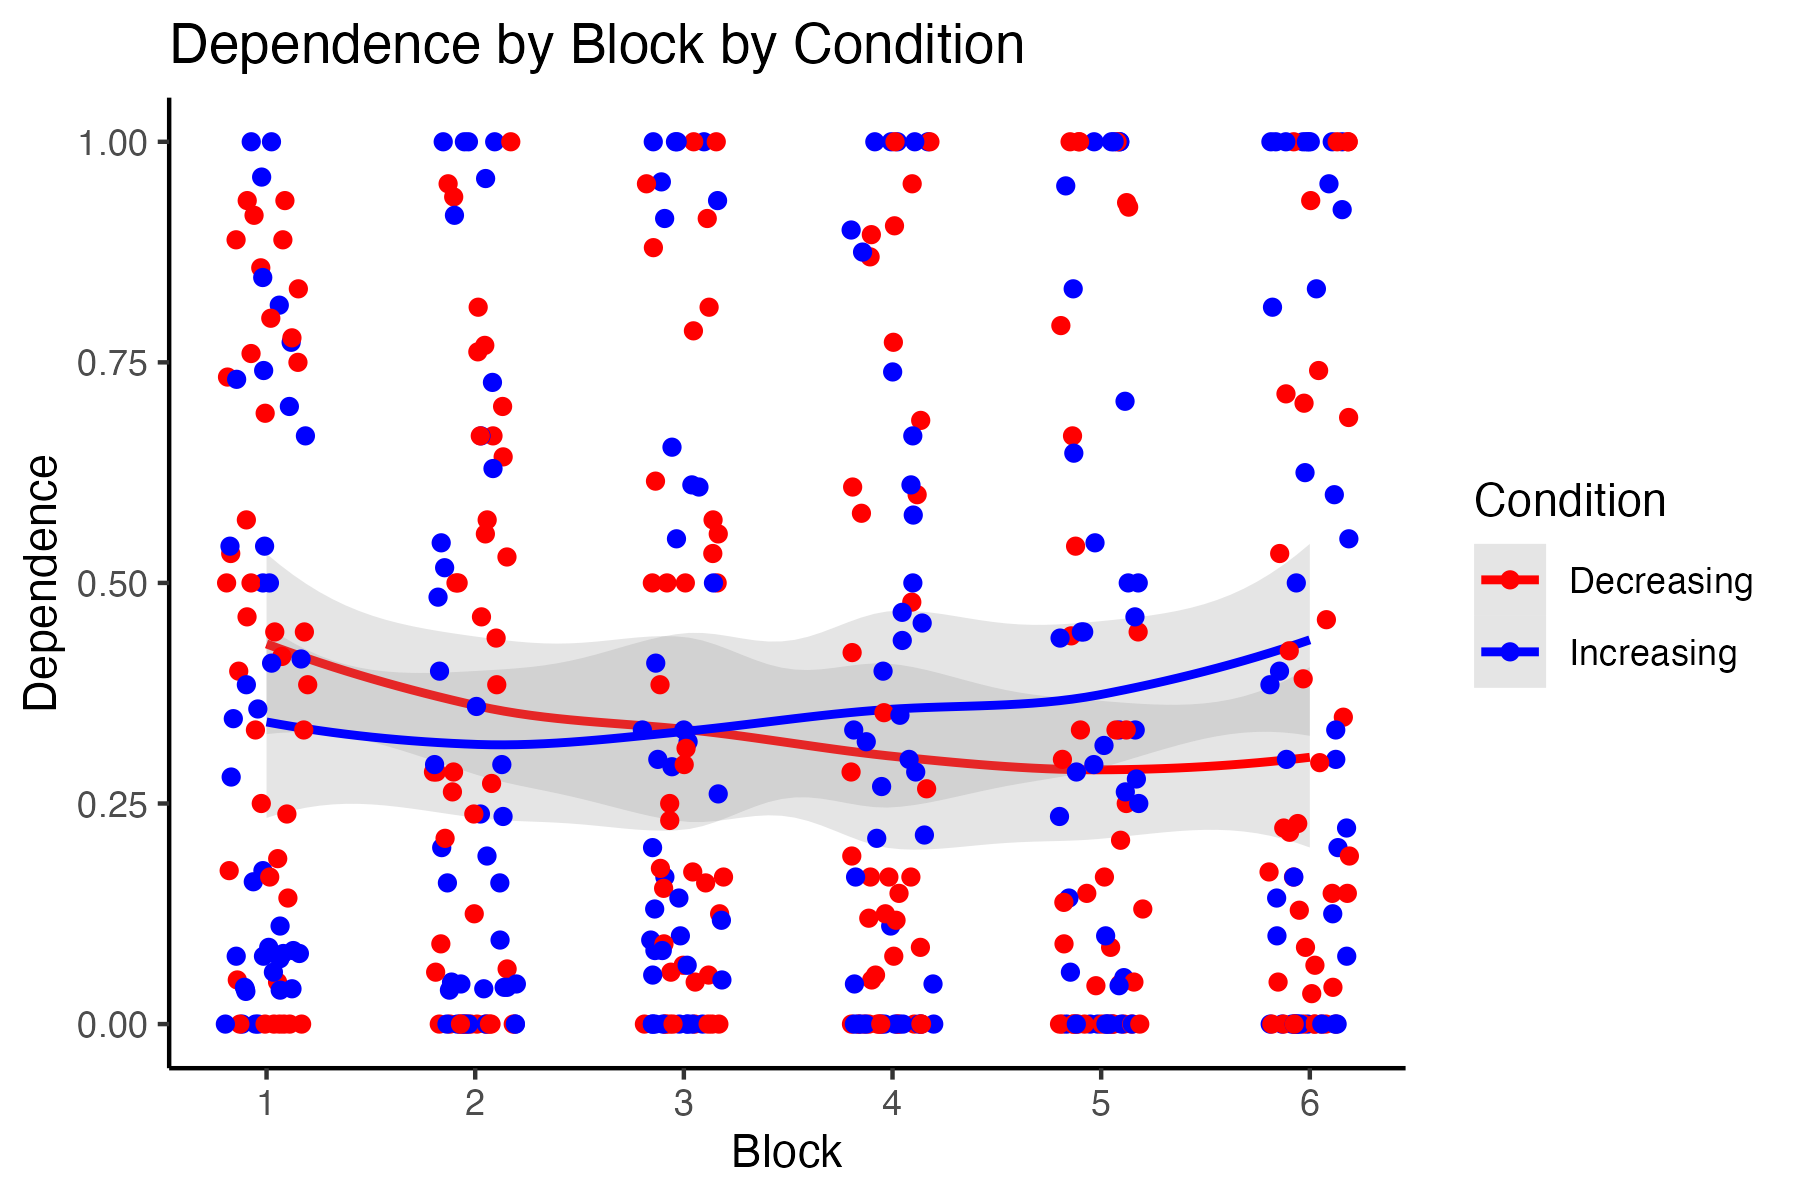 Dependence by Block by Condition
1.00
0.75
0.50
0.25
0.00
Dependence
1 2 3 4 5 6
Block
Condition
Decreasing
Increasing